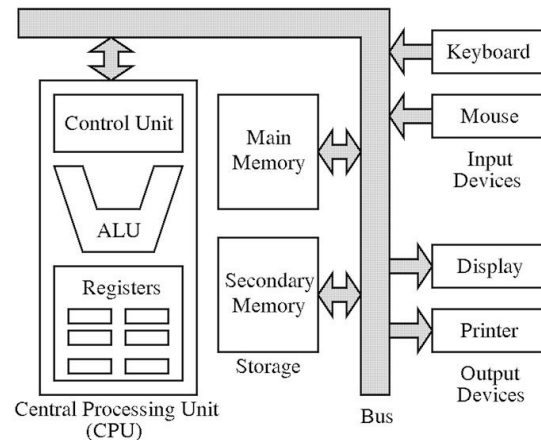 Control Unit
ALU
Registers
Central Processing Unit
(CPU)
Main
Memory
Secondary
Memory
Storage
Bus
Keyboard
Mouse
Input
Devices
Display
Printer
Output
Devices